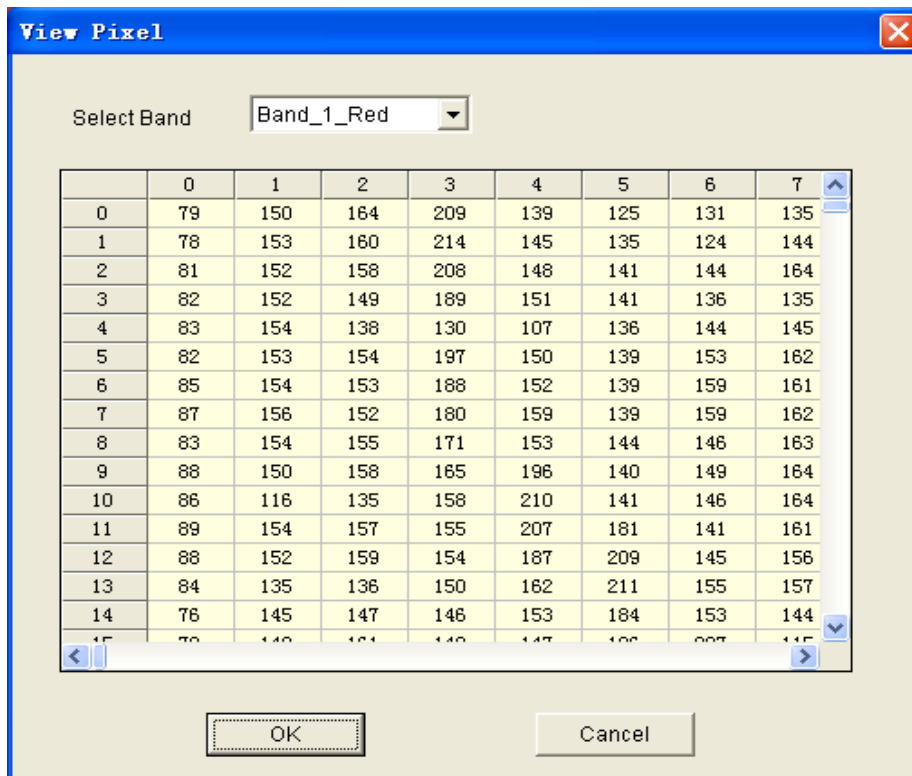 View Pixel
Select Band Band_1_Red
0 1 2 3 4 5 6 7
0 79 150 164 209 139 125 131 135
1 78 153 160 214 145 135 124 144
2 81 152 158 208 148 141 144 164
3 82 152 149 189 151 141 136 135
4 83 154 138 130 107 136 144 145
5 82 153 154 197 150 139 153 162
6 85 154 153 188 152 139 159 161
7 87 156 152 180 159 139 159 162
8 83 154 155 171 153 144 146 163
9 88 150 158 165 196 140 149 164
10 86 116 135 158 210 141 146 164
11 89 154 157 155 207 181 141 161
12 88 152 159 154 187 209 145 156
13 84 135 136 150 162 211 155 157
14 76 145 147 146 153 184 153 144
OK Cancel